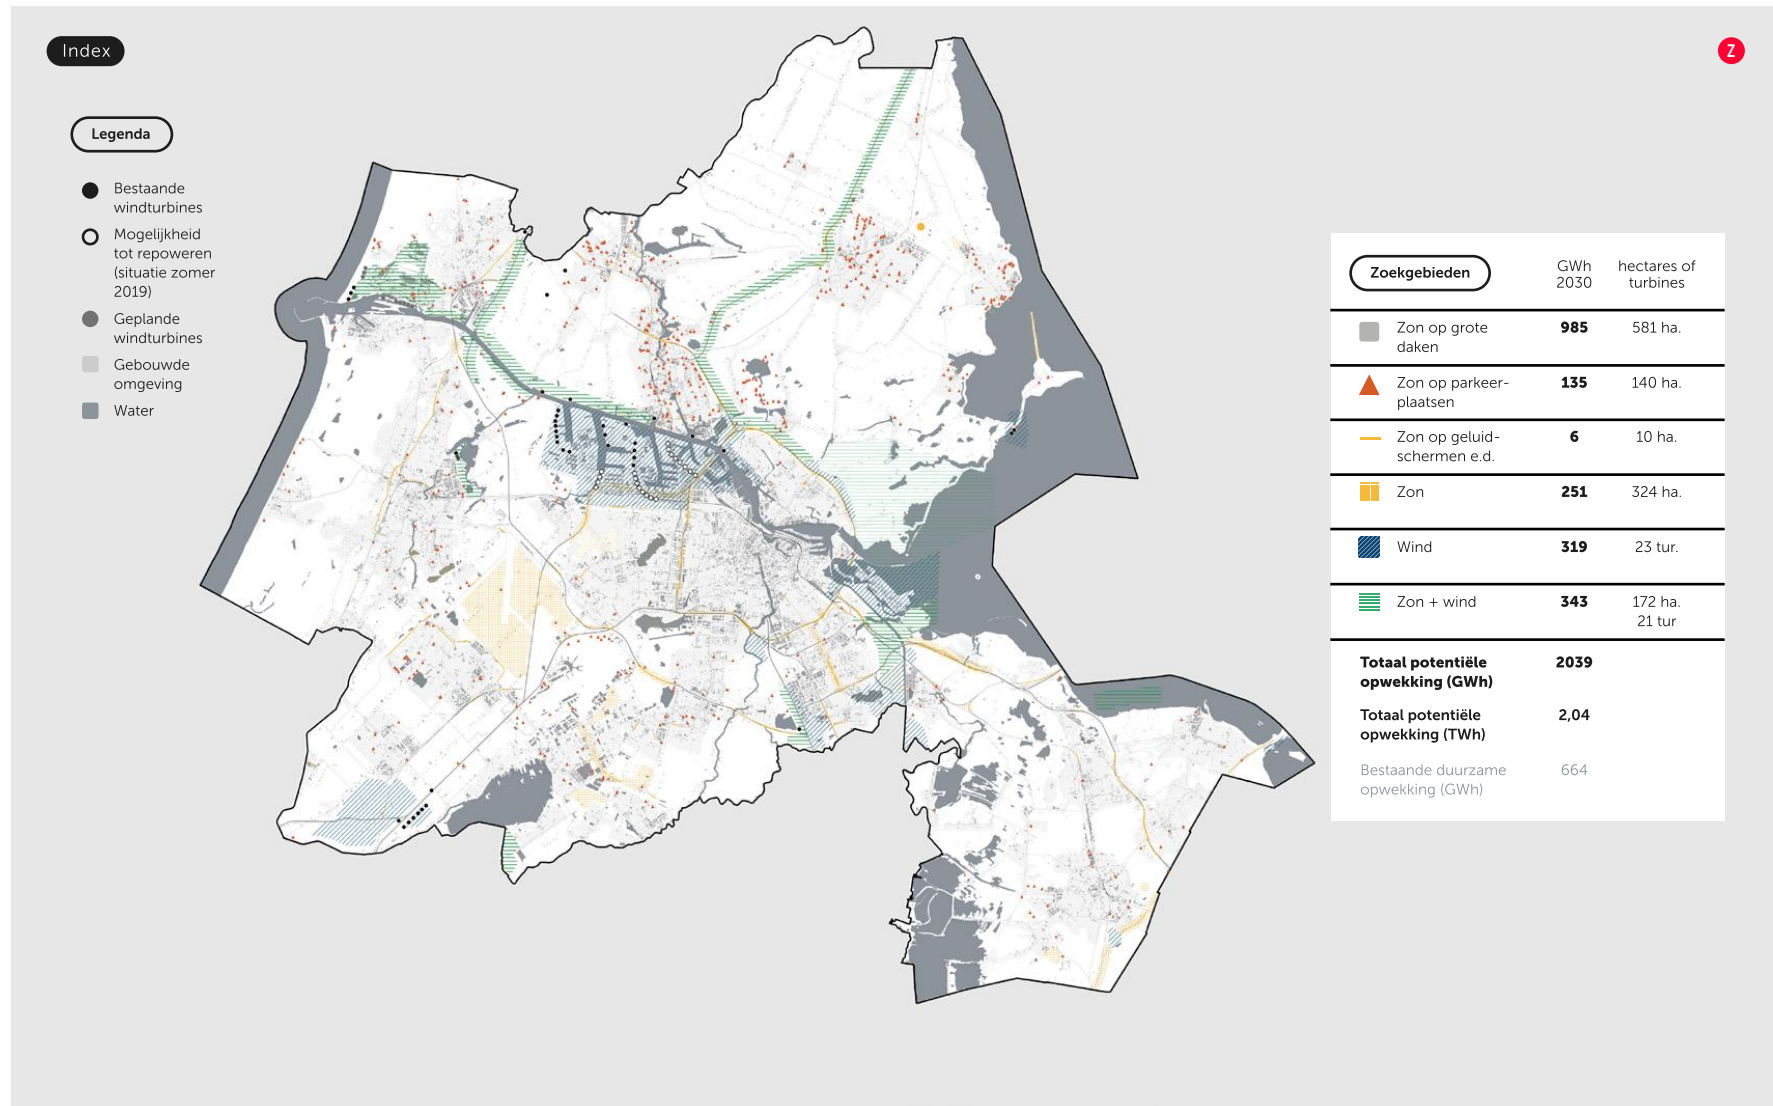 Index
Z
Legenda
Bestaande
windturbines
Mogelijkheid
tot repoweren
(situatie zomer
2019)
Geplande
windturbines
Gebouwde
omgeving
Water
Zoekgebieden
GWh
2030
hectares of
turbines
Zon op grote
daken
985
581 ha.
Zon op parkeer-
plaatsen
135
140 ha.
Zon op geluid-
schermen e.d.
6
10 ha.
Zon
251
324 ha.
Wind
319
23 tur.
Zon + wind
343
172 ha.
21 tur
Totaal potentiële
opwekking (GWh)
2039
Totaal potentiële
opwekking (TWh)
2,04
Bestaande duurzame
opwekking (GWh)
664